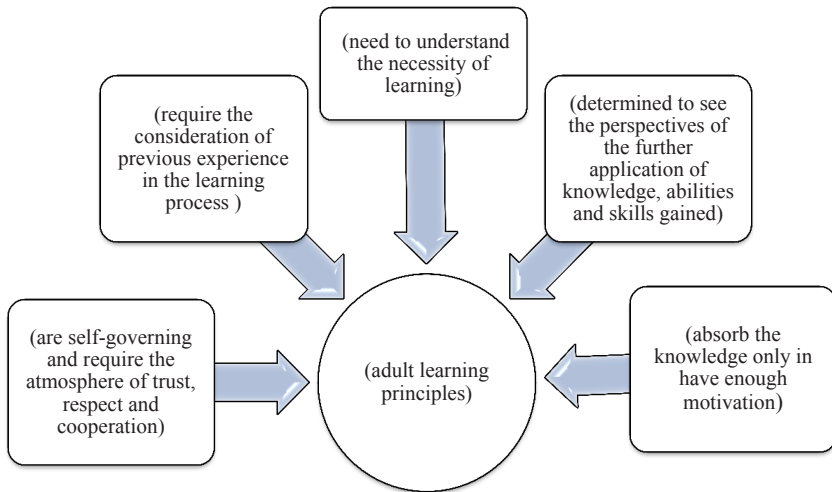 (need to understand
the necessity of
learning)
(require the
consideration of
previous experience
in the learning
process )
(determined to see
the perspectives of
the further
application of
knowledge, abilities
and skills gained)
(are self-governing
and require the
atmosphere of trust,
respect and
cooperation)
(adult learning
principles)
(absorb the
knowledge only in
have enough
motivation)